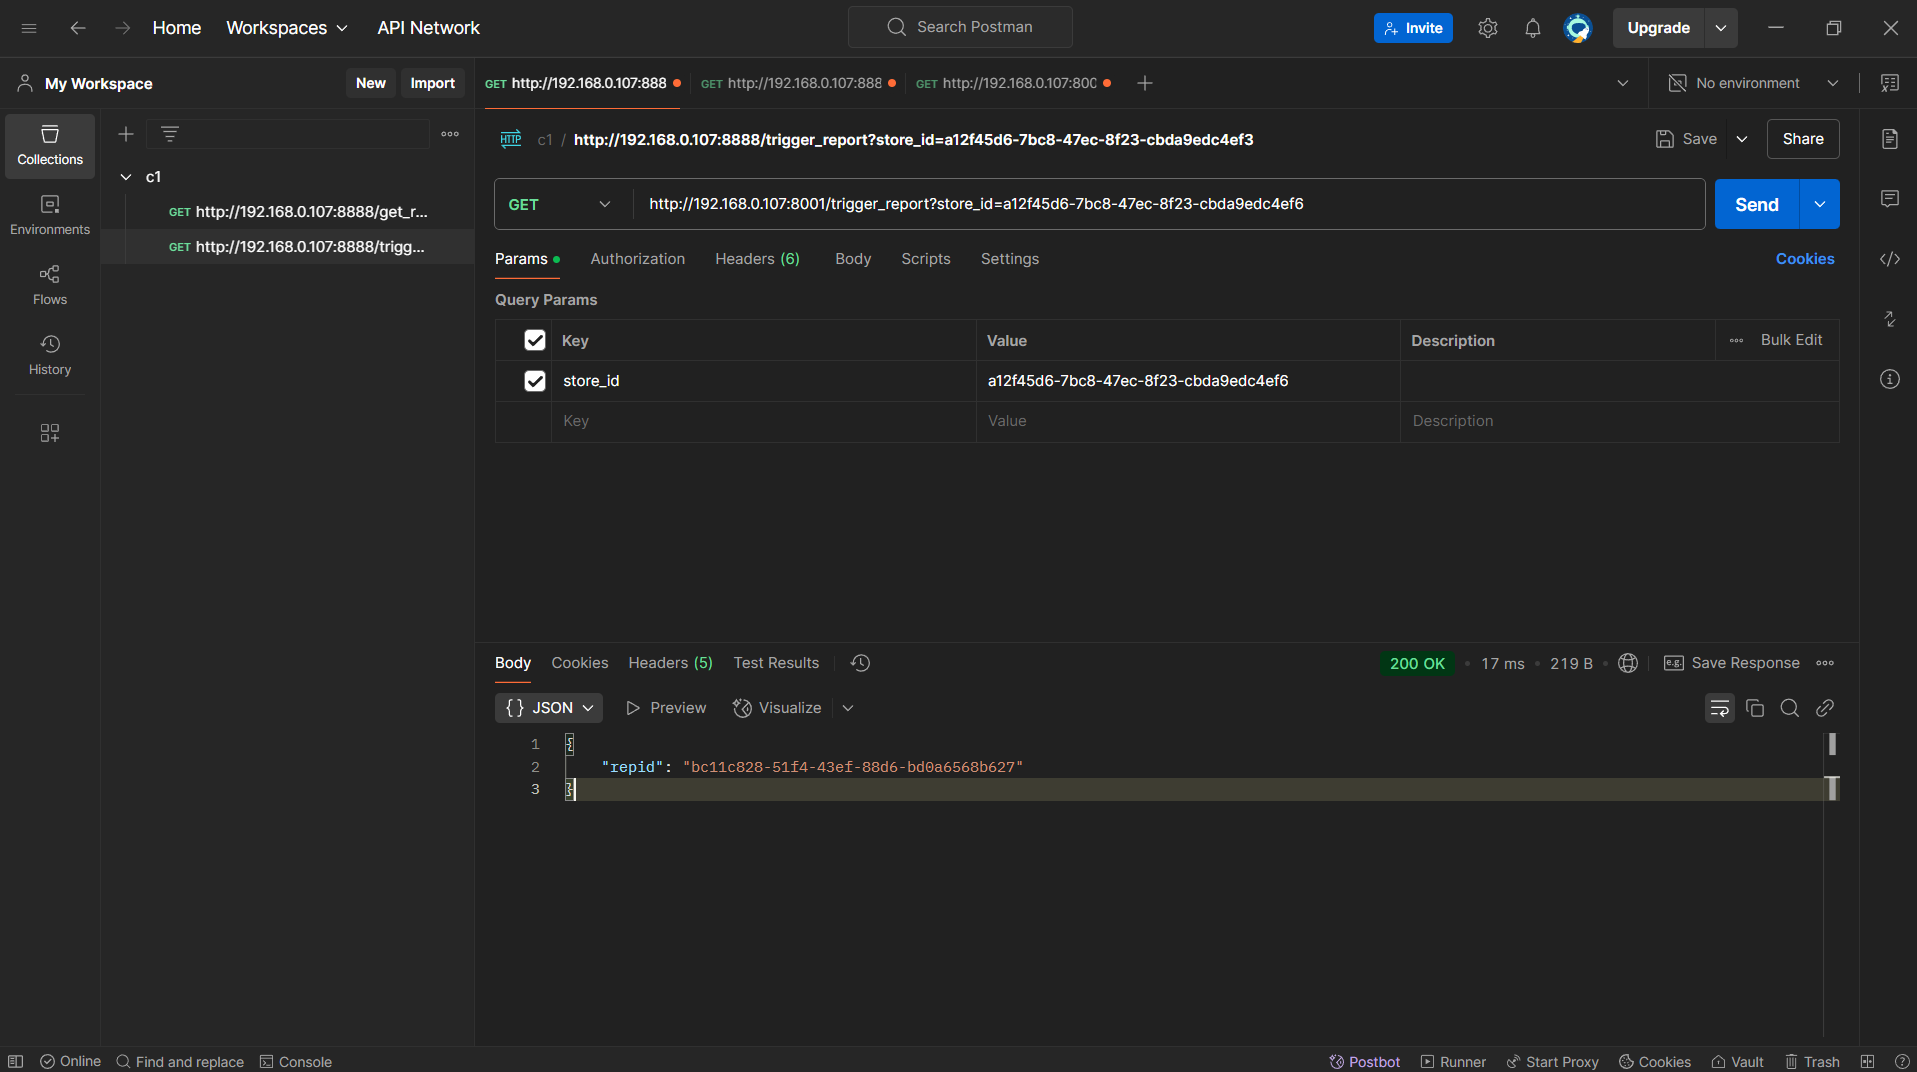 Home Workspaces API Network Search Postman Invite Upgrade
My Workspace New Import GET http://192.168.0.107:888 GET http://192.168.0.107:888 GET http://192.168.0.107:800 No environment
Collections
Environments
Flows
History
c1
GET http://192.168.0.107:8888/get_r...
GET http://192.168.0.107:8888/trigg...
HTTP c1 / http://192.168.0.107:8888/trigger_report?store_id=a12f45d6-7bc8-47ec-8f23-cbda9edc4ef3 Save Share
GET http://192.168.0.107:8001/trigger_report?store_id=a12f45d6-7bc8-47ec-8f23-cbda9edc4ef6 Send
Params Authorization Headers (6) Body Scripts Settings Cookies
Query Params
Key Value Description Bulk Edit
store_id a12f45d6-7bc8-47ec-8f23-cbda9edc4ef6
Key Value Description
Body Cookies Headers (5) Test Results 200 OK 17 ms 219 B e.g. Save Response
{} JSON Preview Visualize
1 {
2 "repid": "bc11c828-51f4-43ef-88d6-bd0a6568b627"
3 }
Online Find and replace Console Postbot Runner Start Proxy Cookies Vault Trash